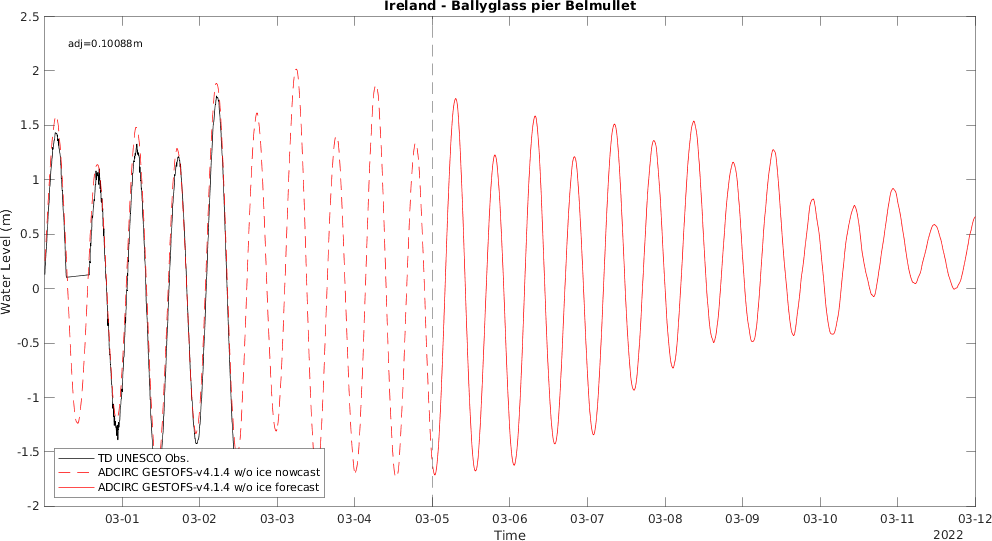 Ireland - Ballyglass pier Belmullet
2.5
adj=0.10088m
2
1.5
1
0.5
0
-0.5
-1
-1.5
-2
Water Level (m)
TD UNESCO Obs.
ADCIRC GESTOFS-v4.1.4 w/o ice nowcast
ADCIRC GESTOFS-v4.1.4 w/o ice forecast
03-01 03-02 03-03 03-04 03-05 03-06 03-07 03-08 03-09 03-10 03-11 03-12
Time
2022